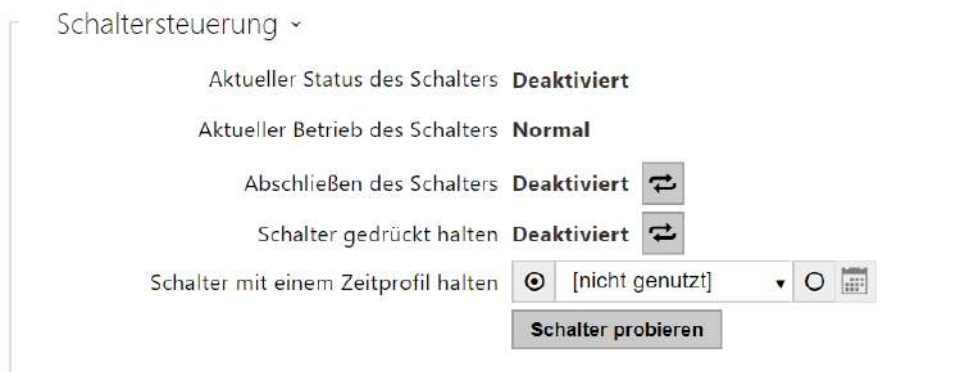 Schaltersteuerung
Aktueller Status des Schalters Deaktiviert
Aktueller Betrieb des Schalters Normal
Abschließen des Schalters Deaktiviert
Schalter gedrückt halten Deaktiviert
Schalter mit einem Zeitprofil halten [nicht genutzt]
Schalter probieren